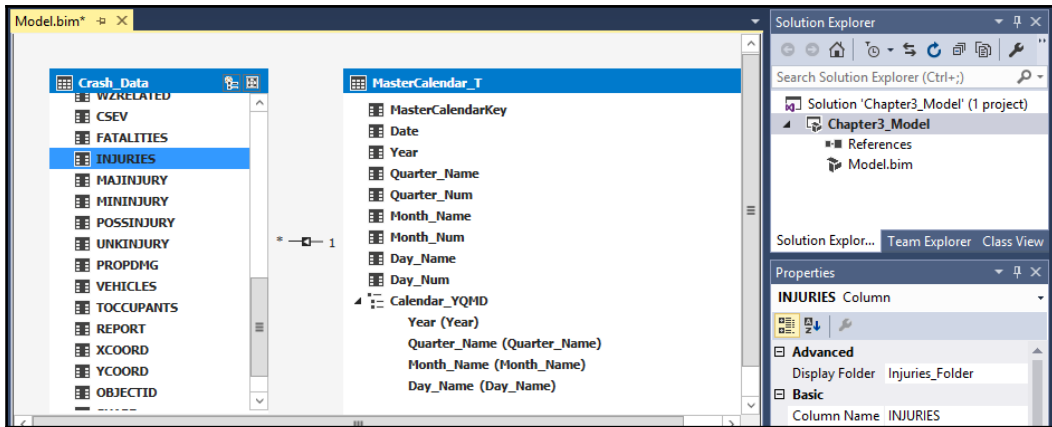 Model.bim*
Crash_Data
WZRELATED
CSEV
FATALITIES
INJURIES
MAJINJURY
MININJURY
POSSINJURY
UNKINJURY
PROPDMG
VEHICLES
TOCCUPANTS
REPORT
XCOORD
YCOORD
OBJECTID
* 1
MasterCalendar_T
MasterCalendarKey
Date
Year
Quarter_Name
Quarter_Num
Month_Name
Month_Num
Day_Name
Day_Num
Calendar_YQMD
Year (Year)
Quarter_Name (Quarter_Name)
Month_Name (Month_Name)
Day_Name (Day_Name)
Solution Explorer
Search Solution Explorer (Ctrl+;)
Solution 'Chapter3_Model' (1 project)
Chapter3_Model
References
Model.bim
Solution Explor... Team Explorer Class View
Properties
INJURIES Column
Advanced
Display Folder Injuries_Folder
Basic
Column Name INJURIES